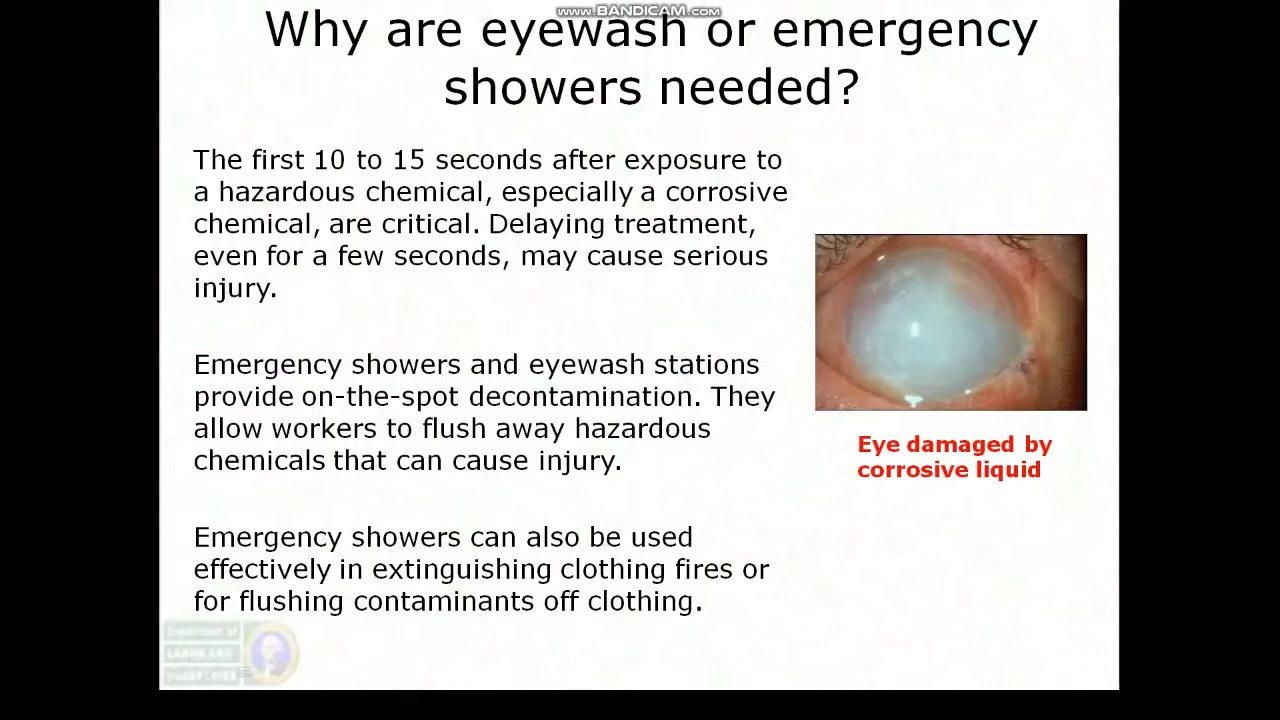 www.BANDICAM.com
Why are eyewash or emergency
showers needed?
The first 10 to 15 seconds after exposure to
a hazardous chemical, especially a corrosive
chemical, are critical. Delaying treatment,
even for a few seconds, may cause serious
injury.
Emergency showers and eyewash stations
provide on-the-spot decontamination. They
allow workers to flush away hazardous
chemicals that can cause injury.
Emergency showers can also be used
effectively in extinguishing clothing fires or
for flushing contaminants off clothing.
Eye damaged by
corrosive liquid